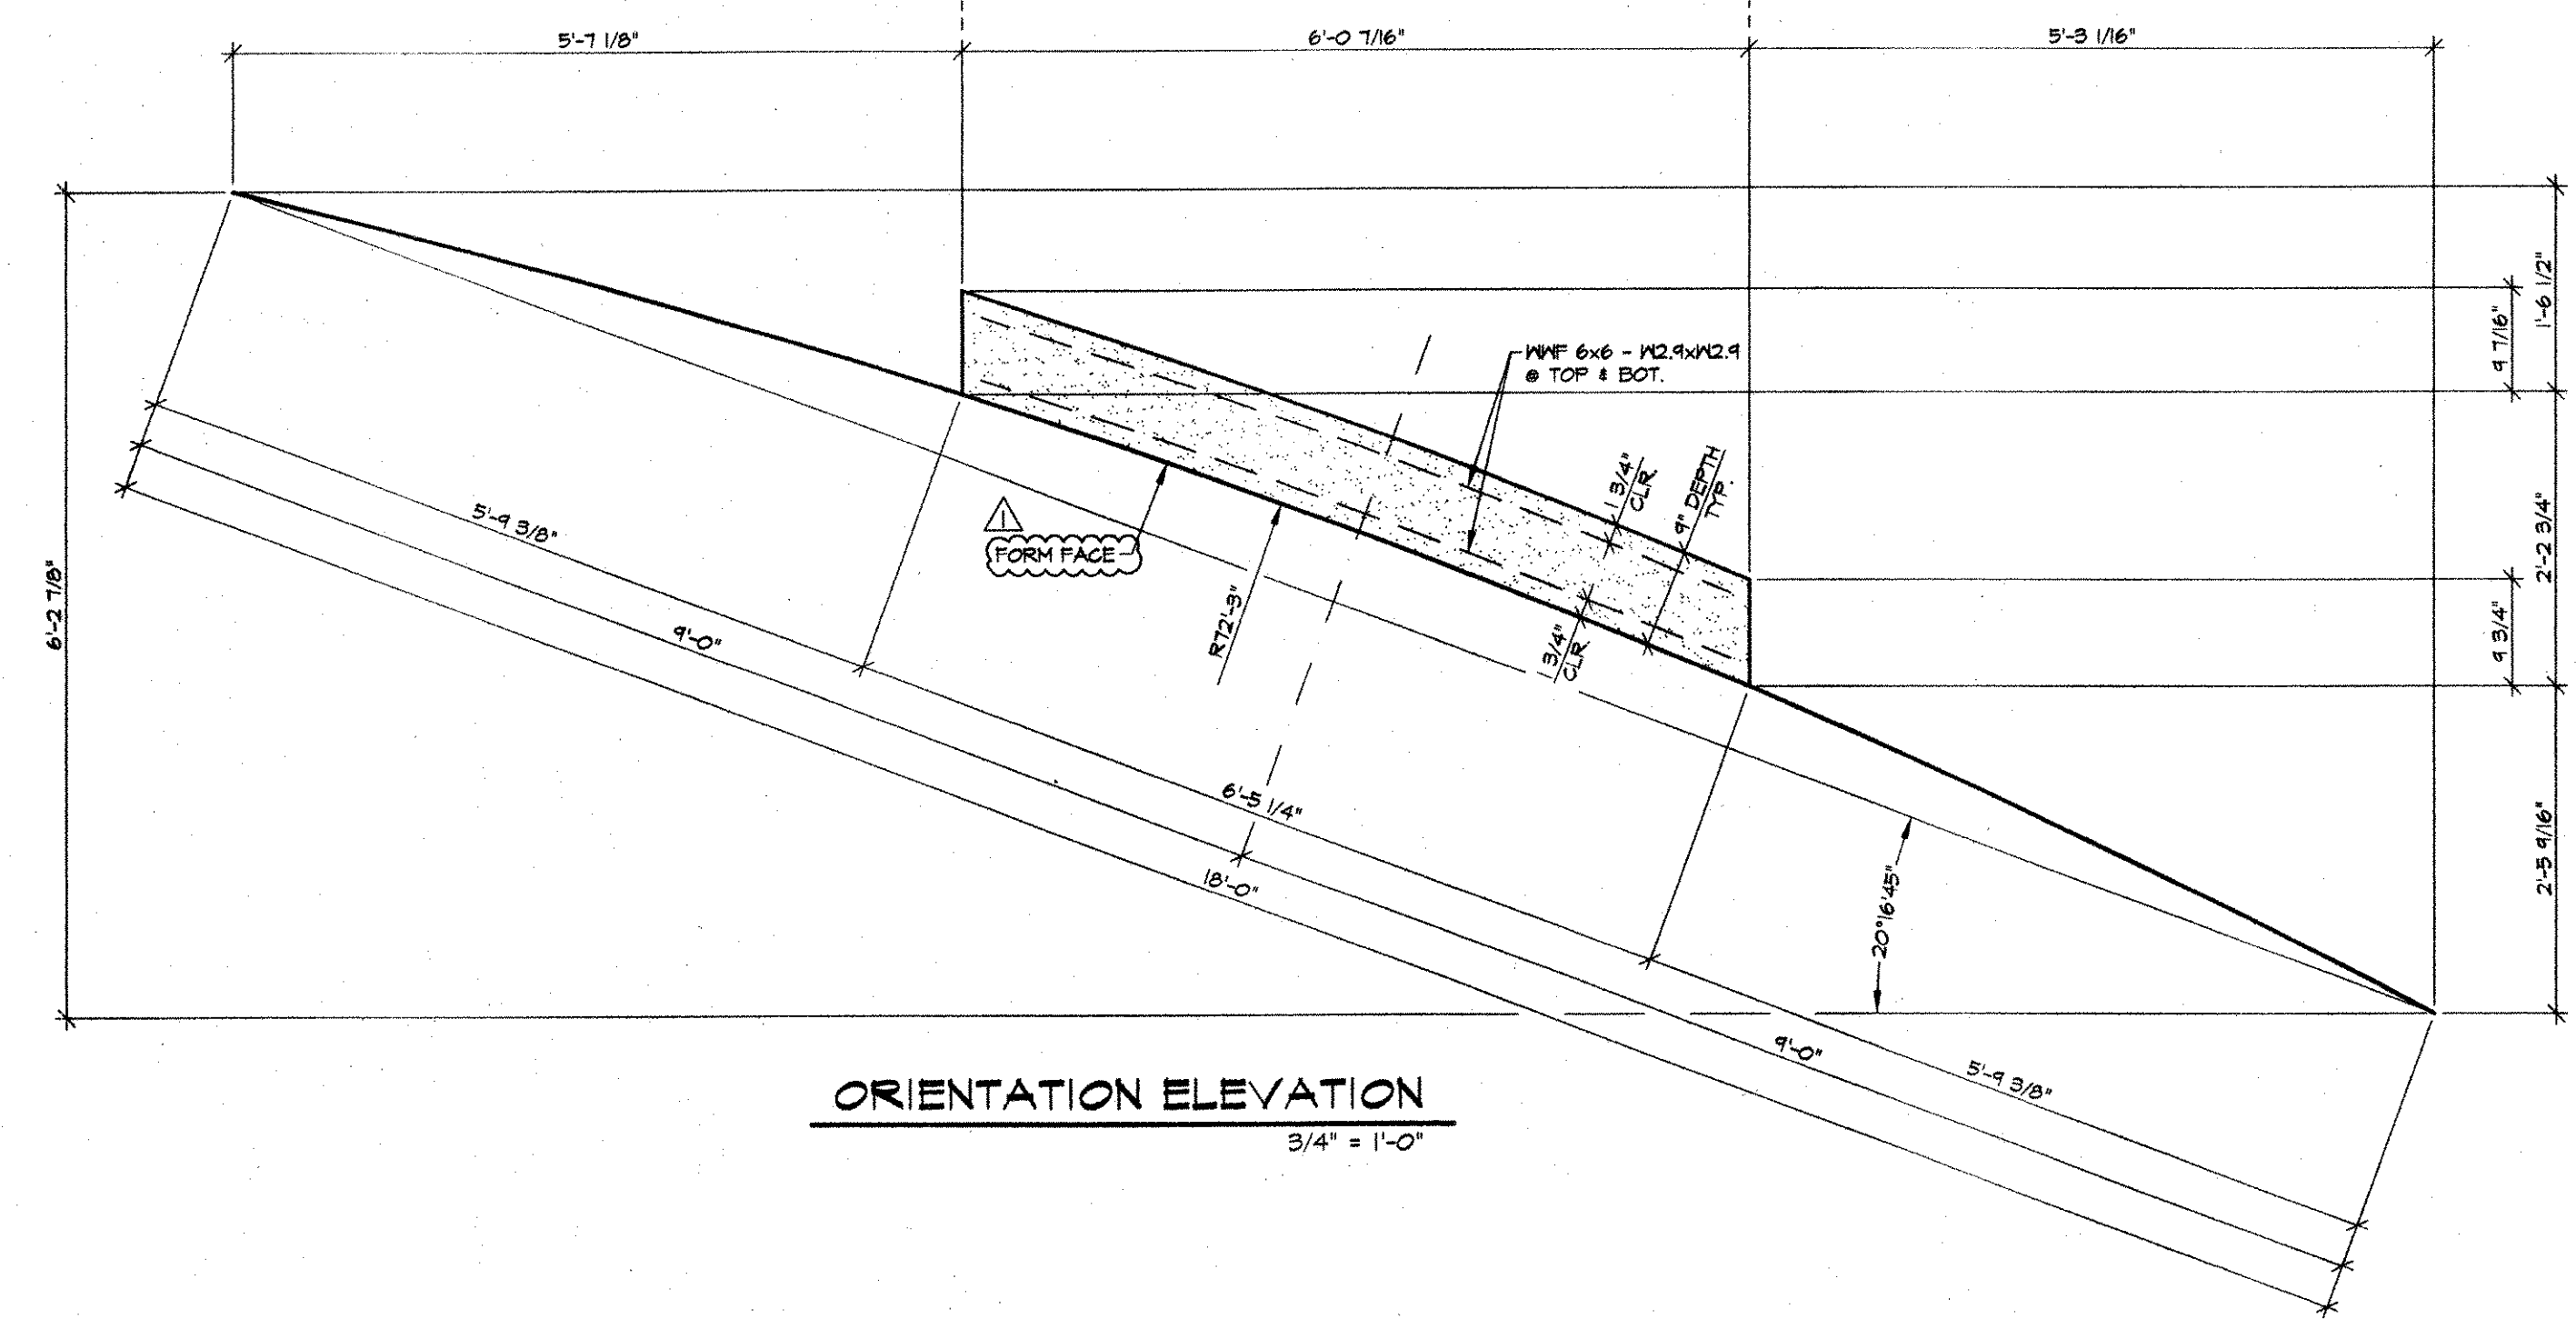 5'-7 1/8"
6'-0 7/16"
5'-3 1/16"
1'-6 1/2"
9 7/16"
WWF 6x6 - W2.9xW2.9
@ TOP & BOT.
1 3/4"
CLR.
9" DEPTH
TYP.
2'-2 3/4"
9 3/4"
5'-9 3/8"
1
FORM FACE
6'-2 7/8"
9'-0"
R72'-3"
1 3/4"
CLR.
6'-5 1/4"
18'-0"
20°16'45"
2'-5 9/16"
9'-0"
5'-9 3/8"
ORIENTATION ELEVATION
3/4" = 1'-0"